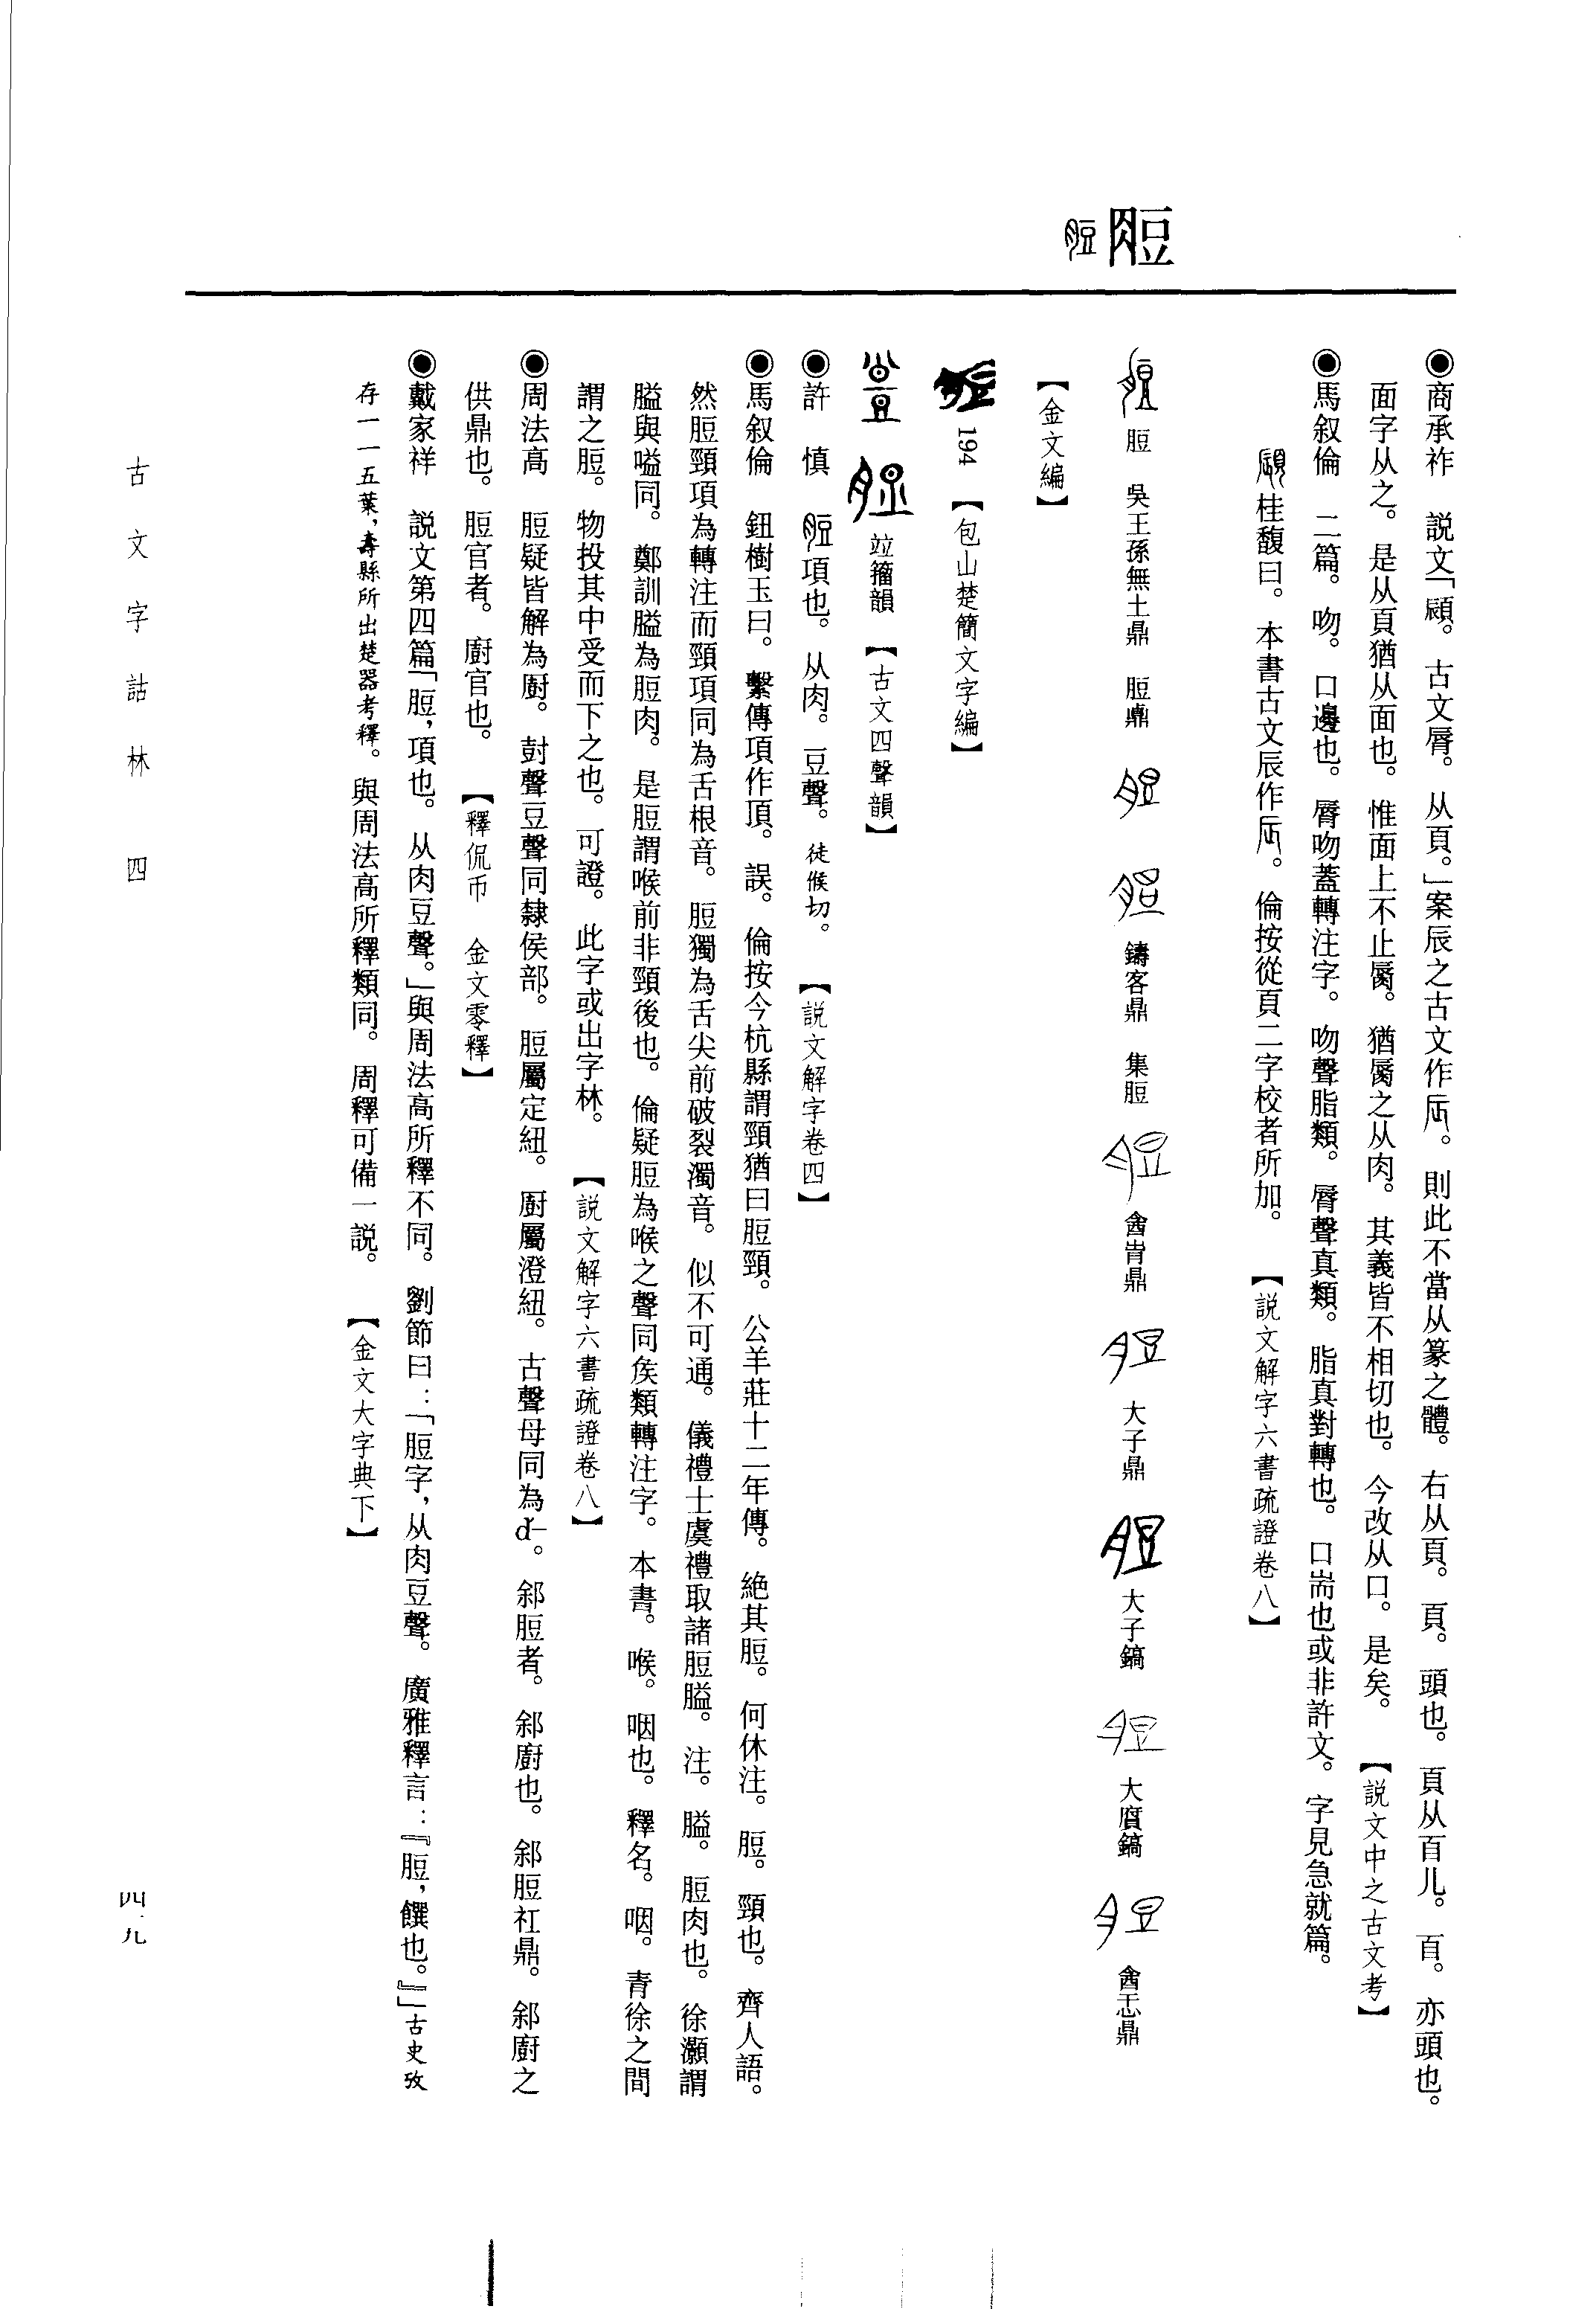 脰
◉商承祚　説文「顅。古文脣。从頁。」案辰之古文作。則此不當从篆之體。右从頁。頁。頭也。頁从百儿。百。亦頭也。
面字从之。是从頁猶从面也。惟面上不止脣。猶脣之从肉。其義皆不相切也。今改从口。是矣。　【説文中之古文考】
◉馬叙倫　二篇。吻。口邊也。脣吻蓋轉注字。吻聲脂類。脣聲真類。脂真對轉也。口耑也或非許文。字見急就篇。
桂馥曰。本書古文辰作。倫按從頁二字校者所加。　【説文解字六書疏證卷八】
脰　吳王孫無土鼎　脰鼎　鑄客鼎　集脰　酓肯鼎　大子鼎　大子鎬　大𠪚鎬　酓忎鼎
【金文編】
194　【包山楚簡文字編】
竝籀韻　【古文四聲韻】
◉許　慎　脰項也。从肉。豆聲。徒候切。　【説文解字卷四】
◉馬叙倫　鈕樹玉曰。繫傳項作頂。誤。倫按今杭縣謂頸猶曰脰頸。公羊莊十二年傳。絶其脰。何休注。脰。頸也。齊人語。
然脰頸項為轉注而頸項同為舌根音。脰獨為舌尖前破裂濁音。似不可通。儀禮士虞禮取諸脰膉。注。膉。脰肉也。徐灝謂
膉與嗌同。鄭訓膉為脰肉。是脰謂喉前非頸後也。倫疑脰為喉之聲同矦類轉注字。本書。喉。咽也。釋名。咽。青徐之間
謂之脰。物投其中受而下之也。可證。此字或出字林。　【説文解字六書疏證卷八】
◉周法高　脰疑皆解為廚。尌聲豆聲同隸侯部。脰屬定紐。廚屬澄紐。古聲母同為d-。郐脰者。郐廚也。郐脰䄫鼎。郐廚之
供鼎也。脰官者。廚官也。　【釋侃币　金文零釋】
◉戴家祥　説文第四篇「脰，項也。从肉豆聲。」與周法高所釋不同。劉節曰：「脰字，从肉豆聲。廣雅釋言：『脰，饌也。』」古史攷
存一一五葉，壽縣所出楚器考釋。與周法高所釋類同。周釋可備一説。　【金文大字典下】
古文字詁林　四
四一九